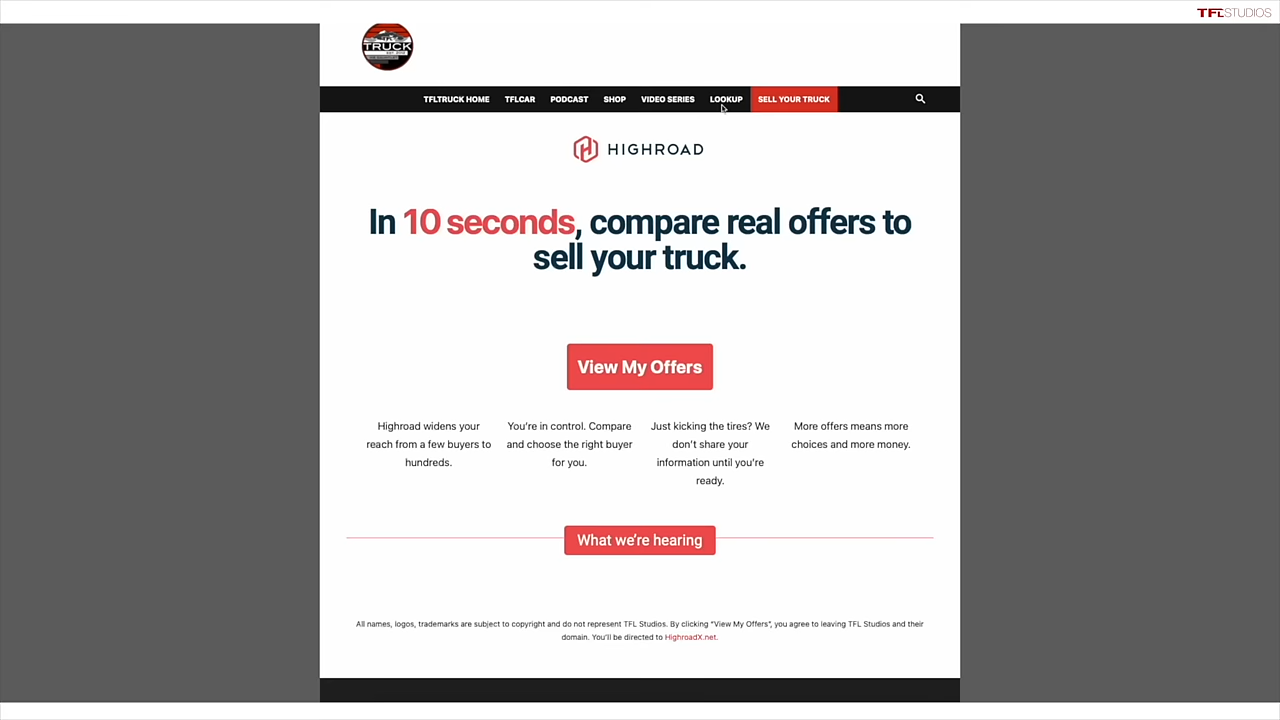 TFLSTUDIOS
TRUCK
TFLTRUCK HOME TFLCAR PODCAST SHOP VIDEO SERIES LOOKUP SELL YOUR TRUCK
HIGHROAD
In 10 seconds, compare real offers to
sell your truck.
View My Offers
Highroad widens your
reach from a few buyers to
hundreds.
You're in control. Compare
and choose the right buyer
for you.
Just kicking the tires? We
don't share your
information until you're
ready.
More offers means more
choices and more money.
What we're hearing
All names, logos, trademarks are subject to copyright and do not represent TFL Studios. By clicking "View My Offers", you agree to leaving TFL Studios and their
domain. You'll be directed to HighroadX.net.